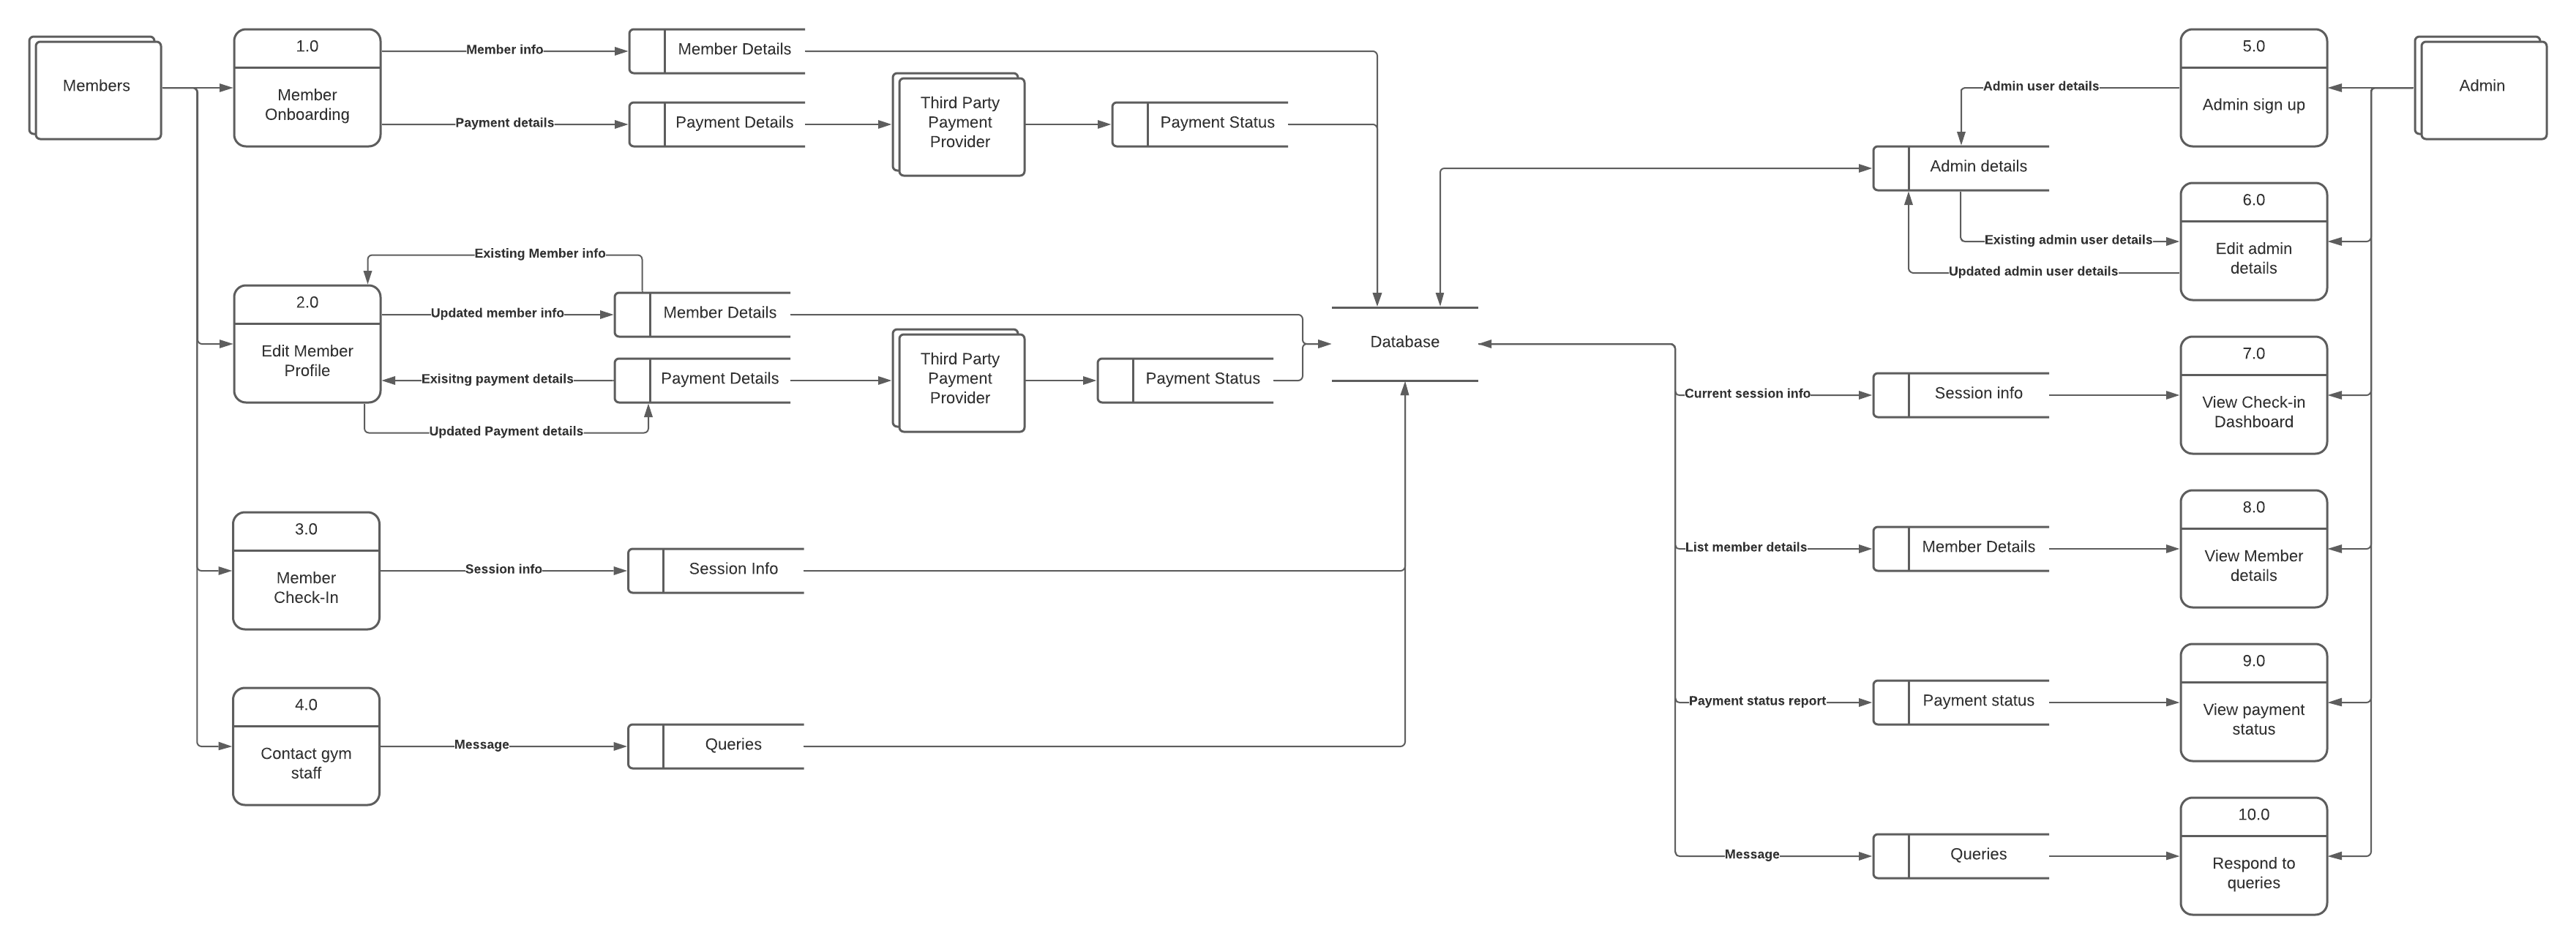 Members
1.0
Member
Onboarding
Member info
Member Details
Payment details
Payment Details
Third Party
Payment
Provider
Payment Status
Existing Member info
2.0
Edit Member
Profile
Updated member info
Member Details
Exisitng payment details
Payment Details
Updated Payment details
Third Party
Payment
Provider
Payment Status
3.0
Member
Check-In
Session info
Session Info
4.0
Contact gym
staff
Message
Queries
Database
5.0
Admin sign up
Admin
Admin user details
Admin details
6.0
Edit admin
details
Existing admin user details
Updated admin user details
7.0
View Check-in
Dashboard
Current session info
Session info
8.0
View Member
details
List member details
Member Details
9.0
View payment
status
Payment status report
Payment status
10.0
Respond to
queries
Message
Queries